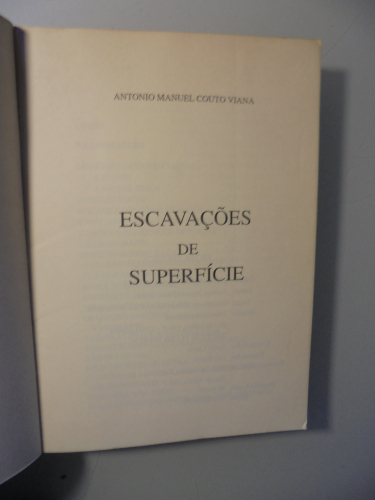 ANTONIO MANUEL COUTO VIANA
ESCAVAÇÕES
DE
SUPERFÍCIE